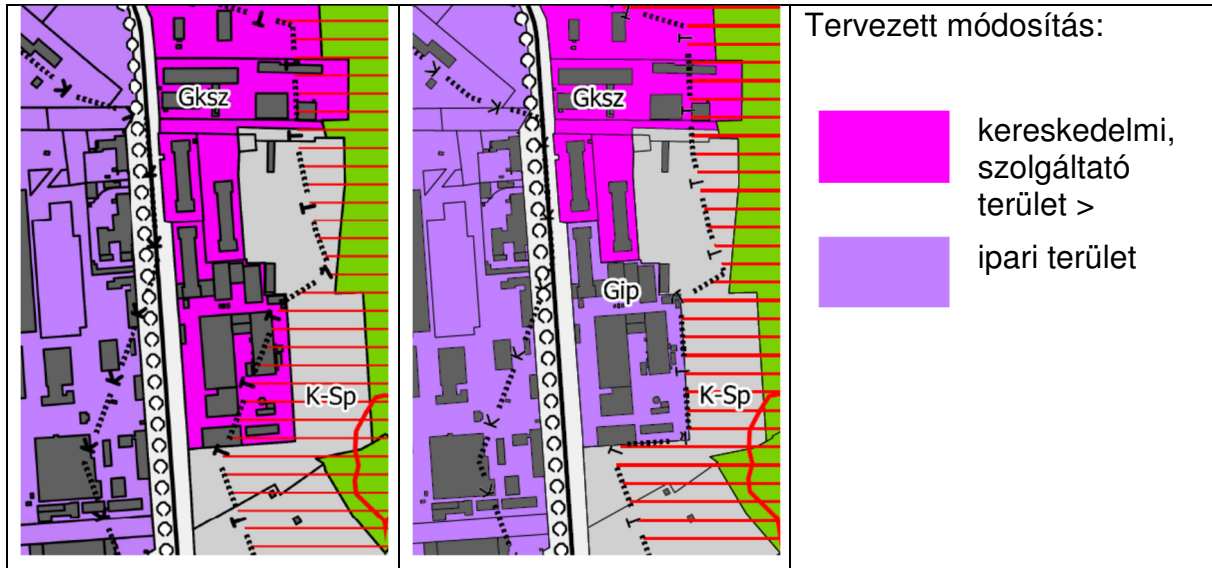 Gksz
K-Sp
Gksz
Gip
K-Sp
Tervezett módosítás:
kereskedelmi,
szolgáltató
terület >
ipari terület